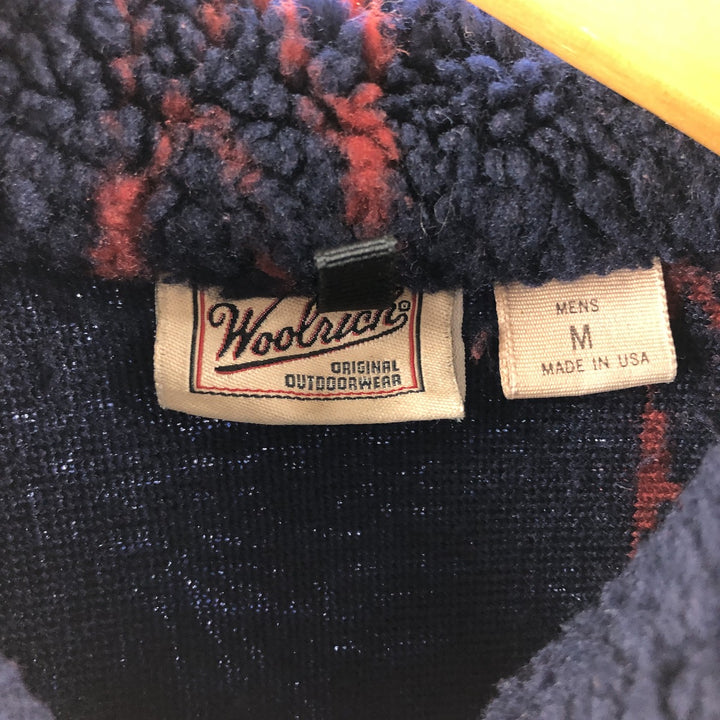 Woolrich®
ORIGINAL
OUTDOORWEAR
MENS
M
MADE IN USA